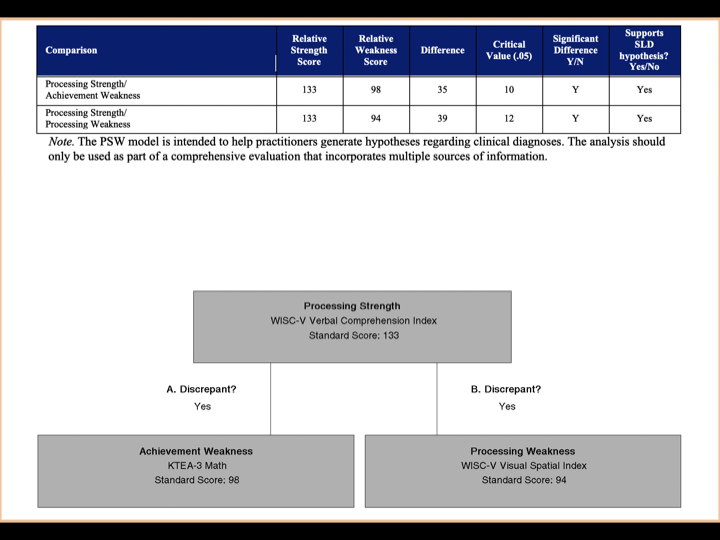 Comparison
Relative Strength Score
Relative Weakness Score
Difference
Critical Value (.05)
Significant Difference Y/N
Supports SLD hypothesis? Yes/No
Processing Strength/ Achievement Weakness
133
98
35
10
Y
Yes
Processing Strength/ Processing Weakness
133
94
39
12
Y
Yes
Note. The PSW model is intended to help practitioners generate hypotheses regarding clinical diagnoses. The analysis should
only be used as part of a comprehensive evaluation that incorporates multiple sources of information.
Processing Strength
WISC-V Verbal Comprehension Index
Standard Score: 133
A. Discrepant?
Yes
B. Discrepant?
Yes
Achievement Weakness
KTEA-3 Math
Standard Score: 98
Processing Weakness
WISC-V Visual Spatial Index
Standard Score: 94